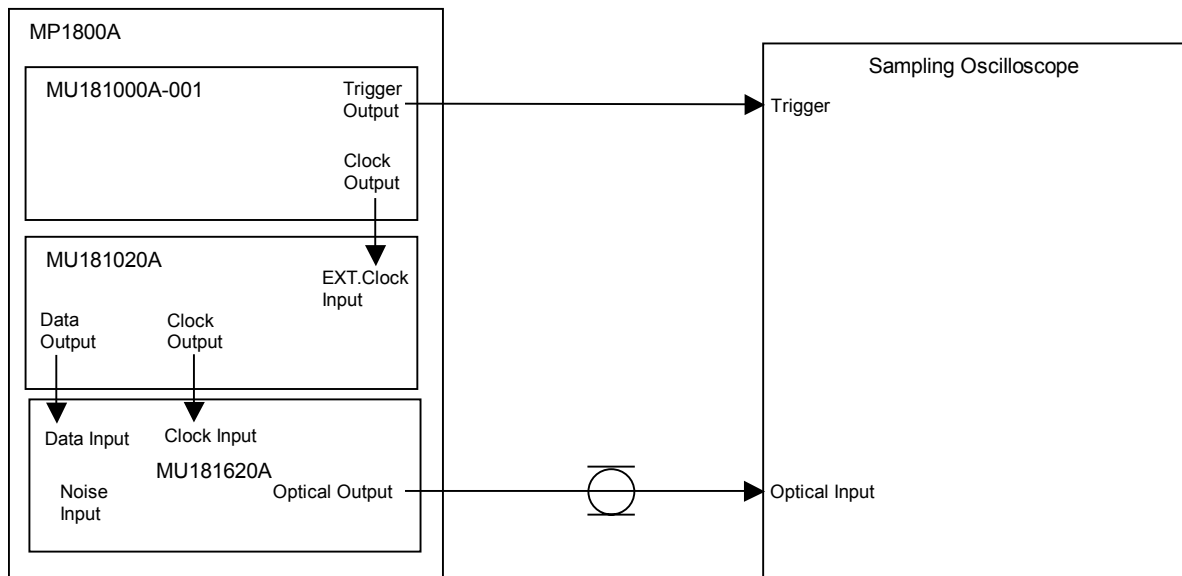 MP1800A
Sampling Oscilloscope
MU181000A-001
Trigger
Output
Trigger
Clock
Output
MU181020A
EXT.Clock
Input
Data
Output
Clock
Output
Data Input
Clock Input
MU181620A
Noise
Input
Optical Output
Optical Input